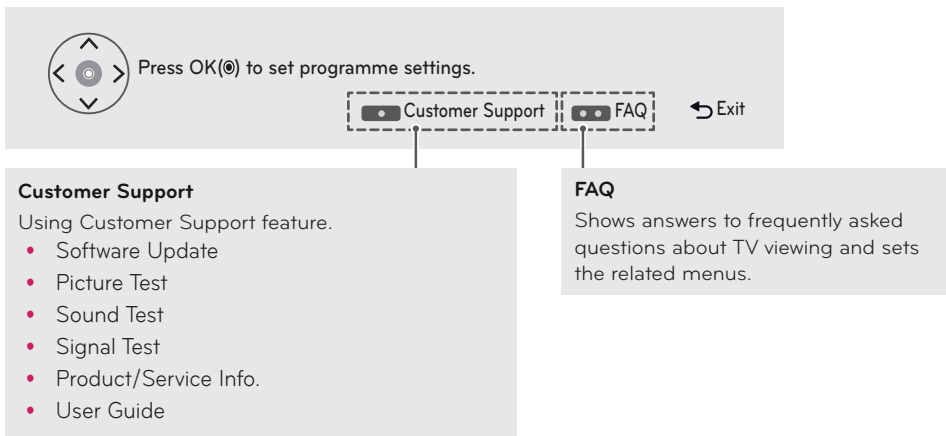 Press OK(◉) to set programme settings.
Customer Support FAQ Exit
Customer Support
Using Customer Support feature.
• Software Update
• Picture Test
• Sound Test
• Signal Test
• Product/Service Info.
• User Guide
FAQ
Shows answers to frequently asked
questions about TV viewing and sets
the related menus.